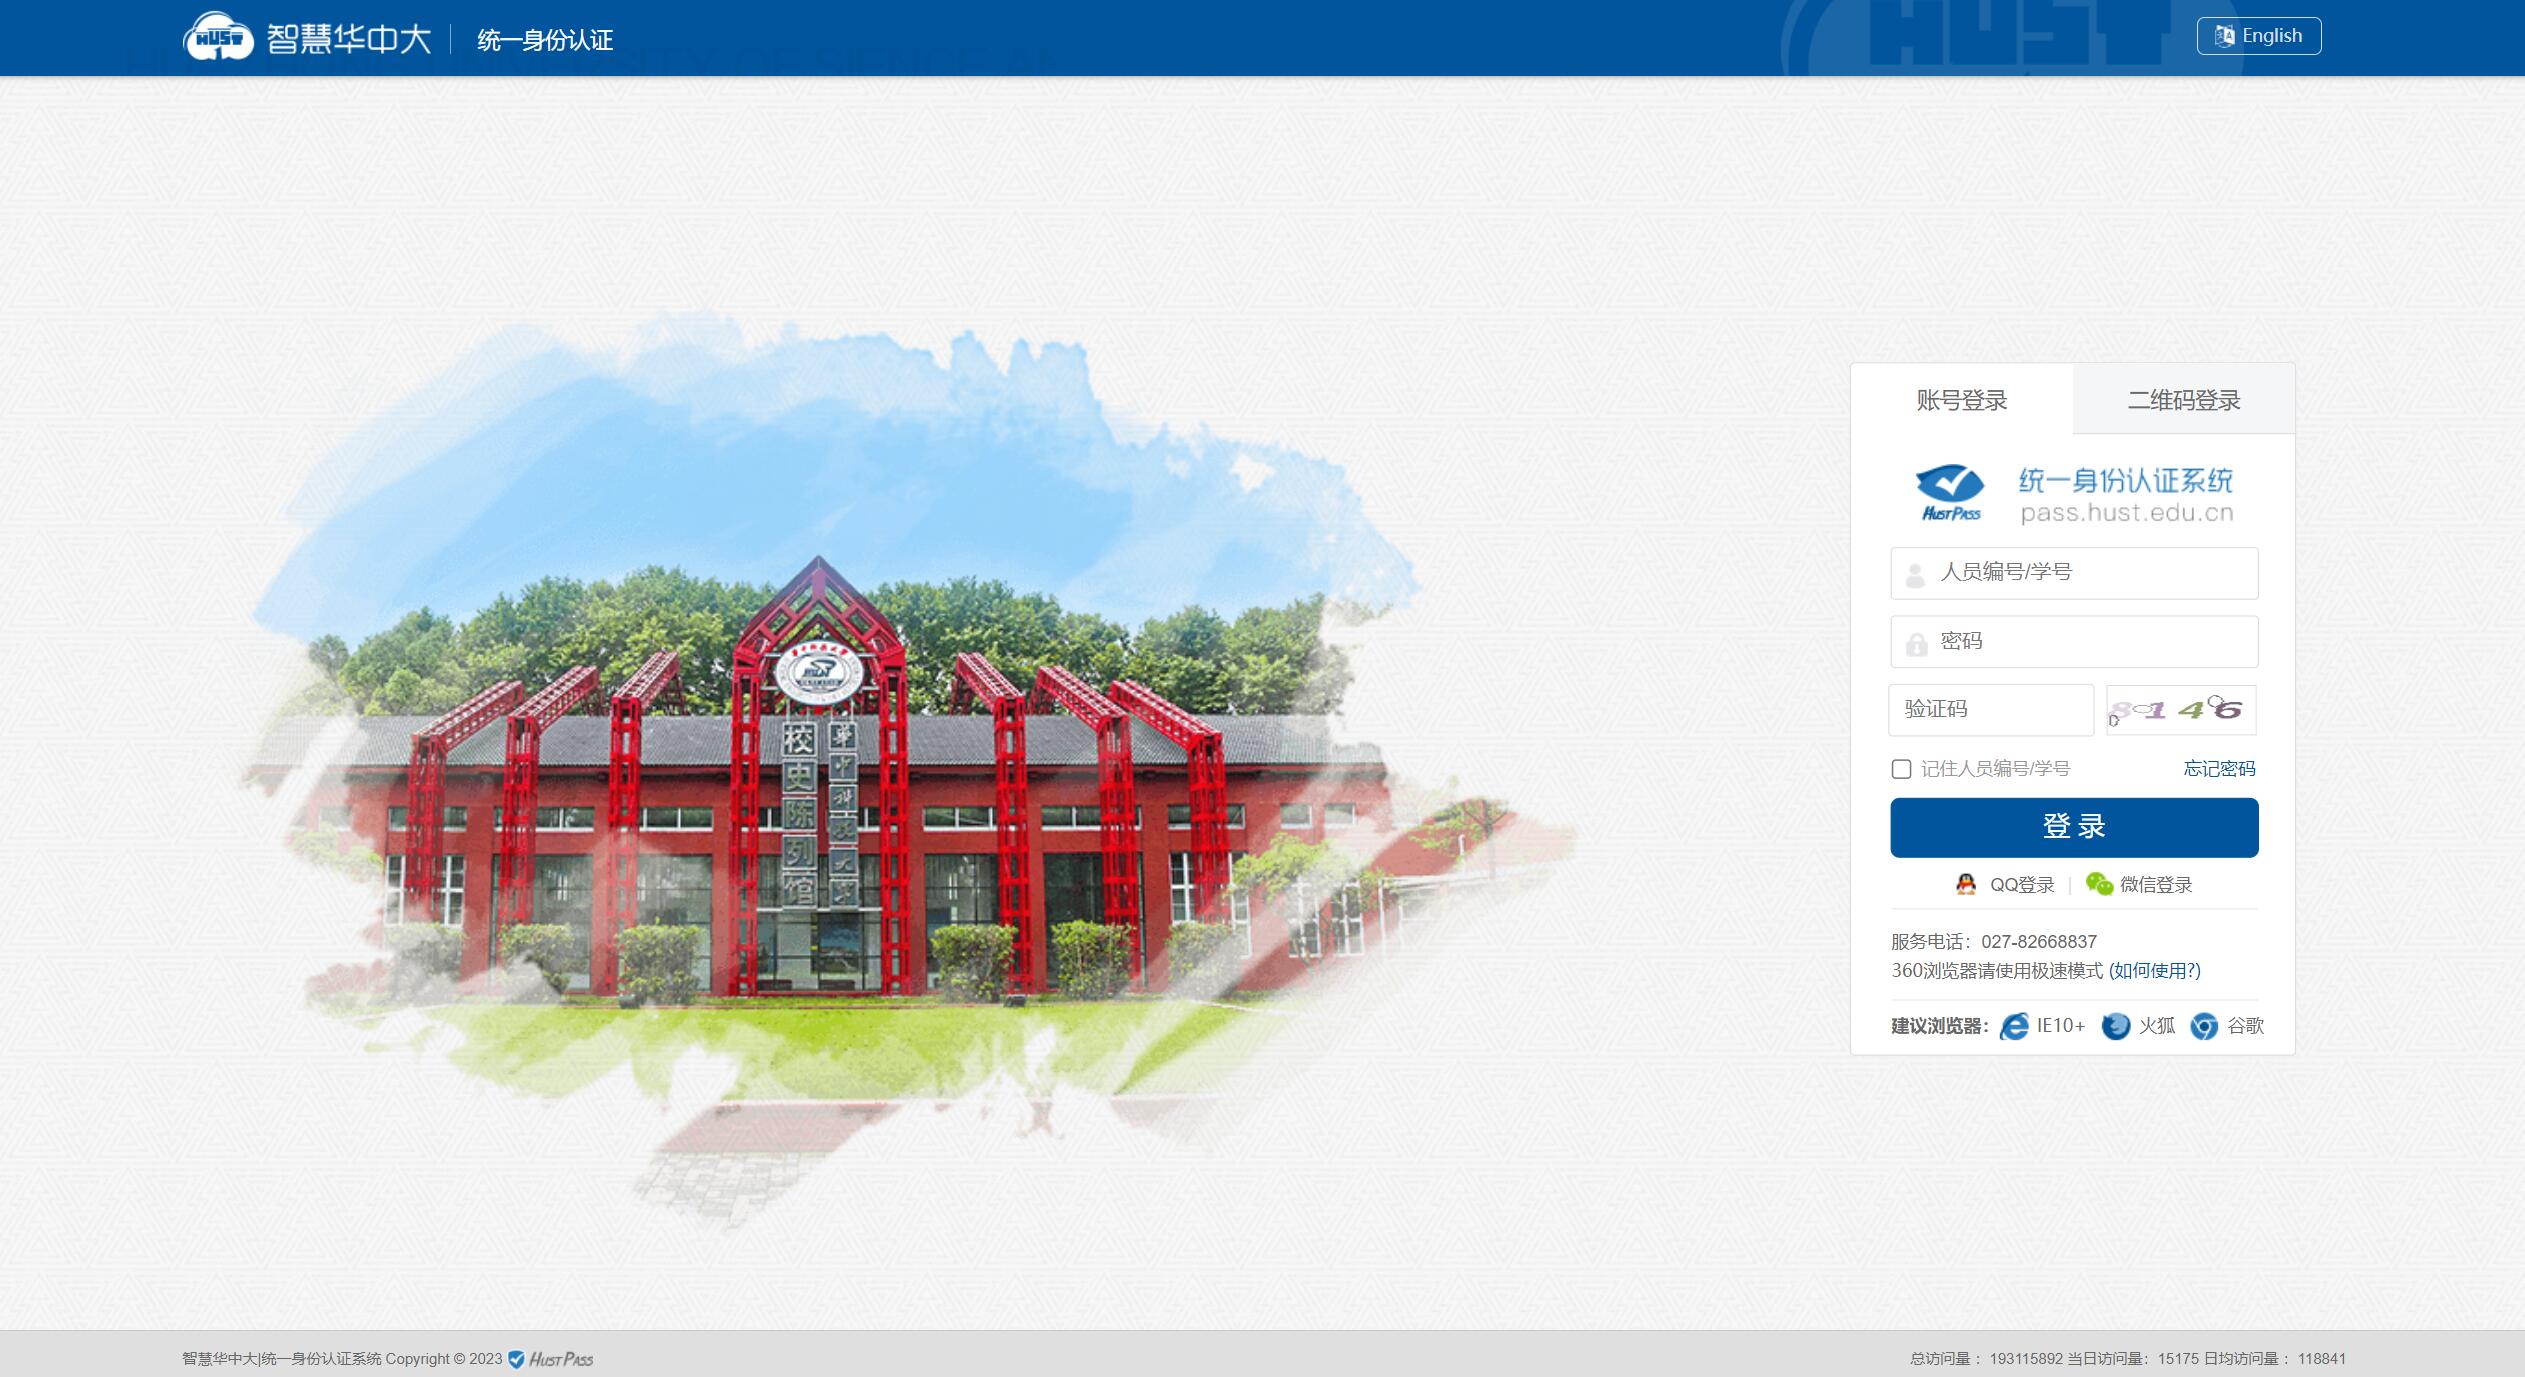 HUST 智慧华中大 统一身份认证
English
账号登录 二维码登录
HUSTPASS 统一身份认证系统
pass.hust.edu.cn
人员编号/学号
密码
验证码 8146
记住人员编号/学号 忘记密码
登录
QQ登录 微信登录
服务电话：027-82668837
360浏览器请使用极速模式 (如何使用?)
建议浏览器： IE10+ 火狐 谷歌
校史陈列馆
华中科技大学
智慧华中大|统一身份认证系统 Copyright © 2023 HUSTPASS
总访问量： 193115892 当日访问量： 15175 日均访问量： 118841